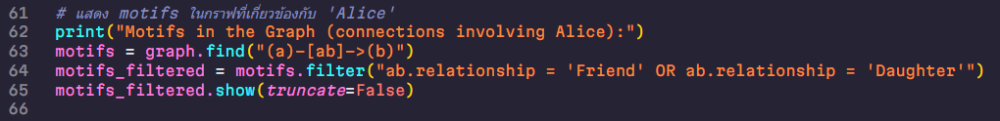 61 # แสดง motifs ในกราฟที่เกี่ยวข้องกับ 'Alice'
62 print("Motifs in the Graph (connections involving Alice):")
63 motifs = graph.find("(a)-[ab]->(b)")
64 motifs_filtered = motifs.filter("ab.relationship = 'Friend' OR ab.relationship = 'Daughter'")
65 motifs_filtered.show(truncate=False)
66